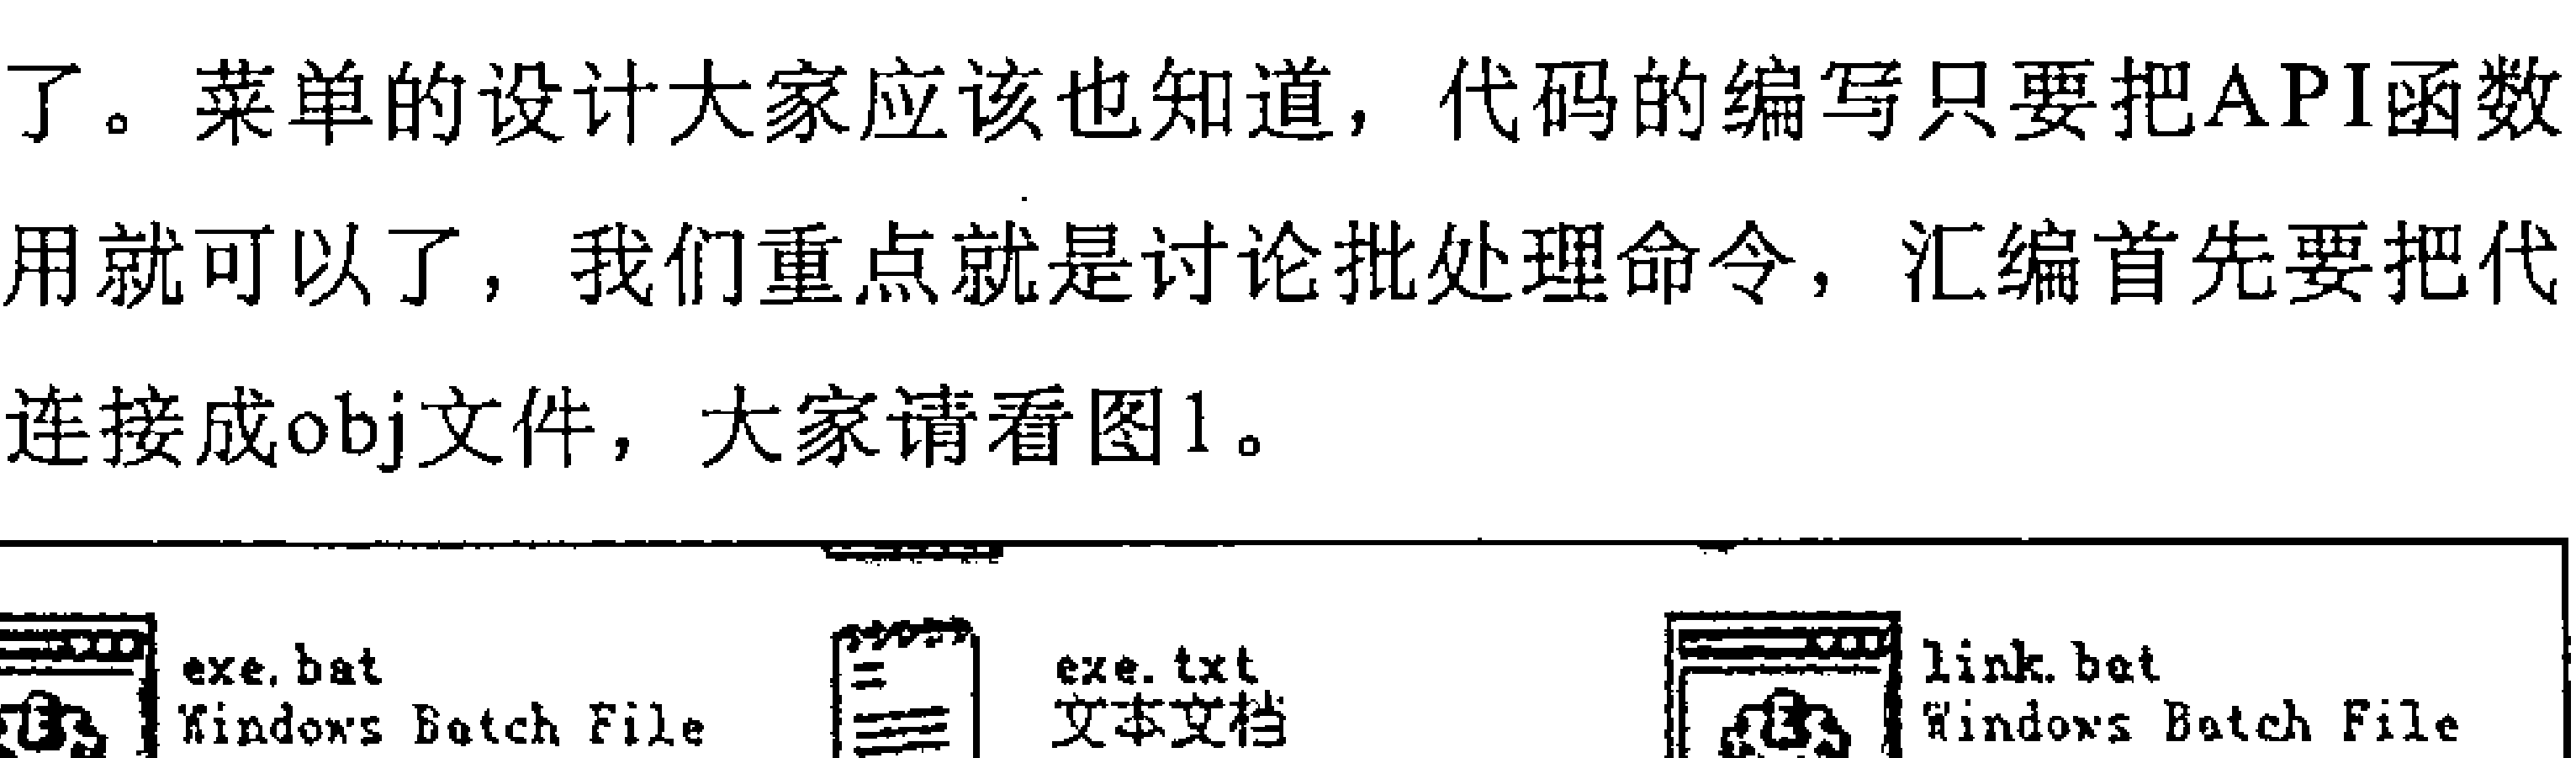 了。菜单的设计大家应该也知道，代码的编写只要把API函数
用就可以了，我们重点就是讨论批处理命令，汇编首先要把代
连接成obj文件，大家请看图1。
exe.bat
Windows Batch File
exe.txt
文本文档
link.bat
Windows Batch File